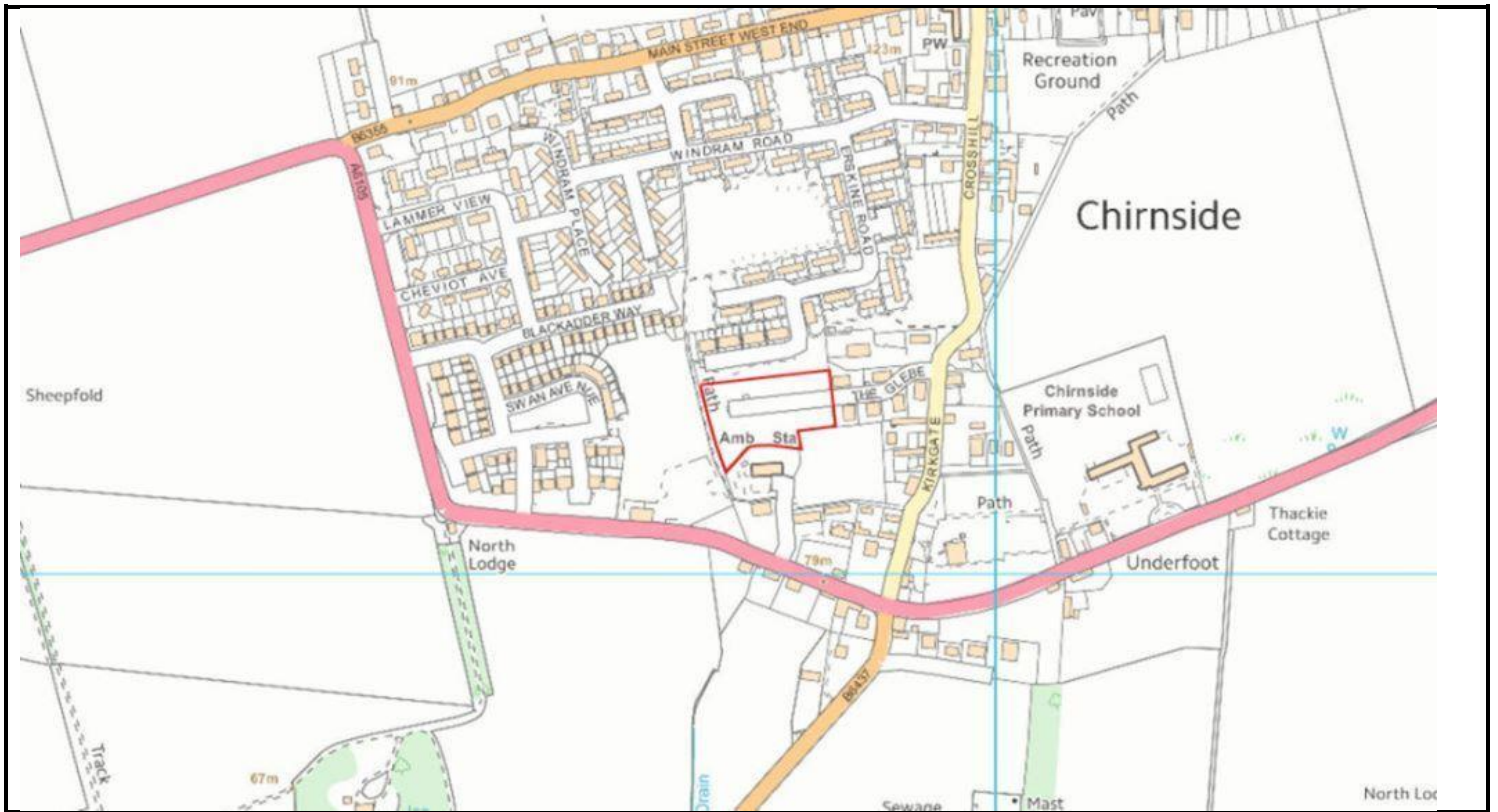 Pav
MAIN STREET WEST END
123m
PW
Recreation
Ground
91m
Path
B6355
WINDRAM ROAD
WINDRAM PLACE
ERSKINE ROAD
CROSSHILL
A6105
LAMMER VIEW
Chirnside
CHEVIOT AVE
BLACKADDER WAY
Sheepfold
SWAN AVENUE
Path
THE GLEBE
Chirnside
Primary School
Amb Sta
KIRKGATE
Path
W
Path
Thackie
Cottage
North
Lodge
79m
Underfoot
B6437
Track
67m
Drain
Sewage
Mast
North Lod